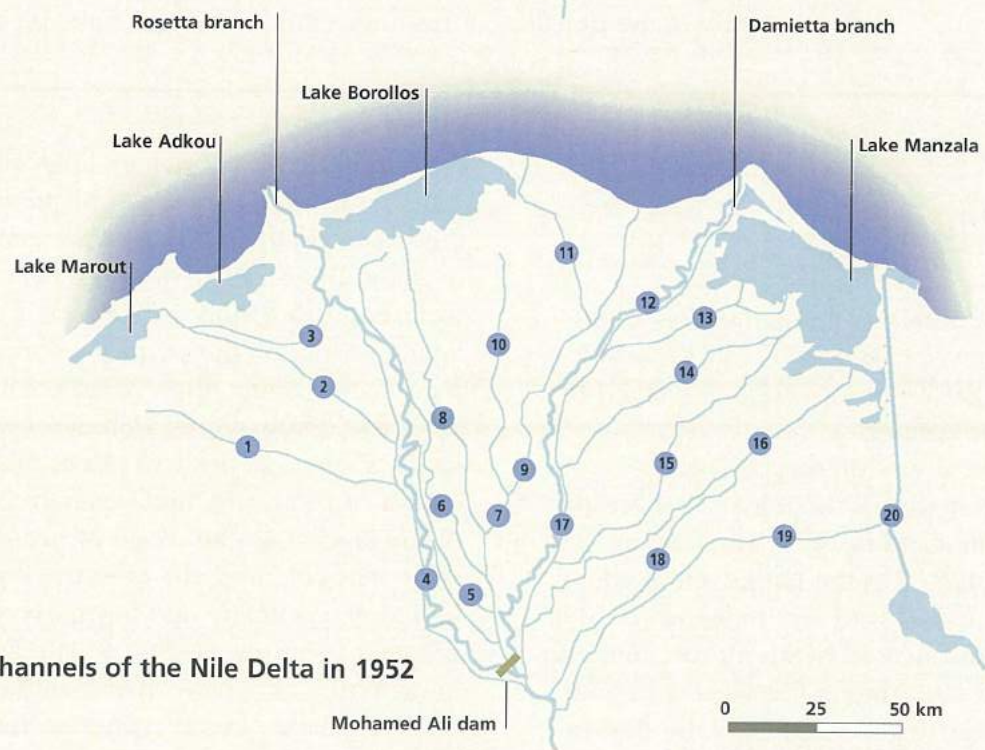 Rosetta branch
Damietta branch
Lake Borollos
Lake Adkou
Lake Manzala
Lake Marout
11
12
13
3
10
14
2
8
1
16
15
9
6
7
20
17
19
18
4
5
hannels of the Nile Delta in 1952
Mohamed Ali dam
0 25 50 km